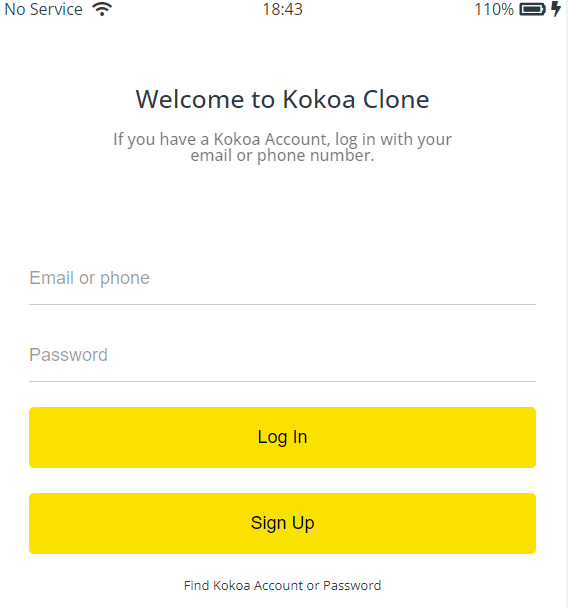 No Service 18:43 110%
Welcome to Kokoa Clone
If you have a Kokoa Account, log in with your
email or phone number.
Email or phone
Password
Log In
Sign Up
Find Kokoa Account or Password